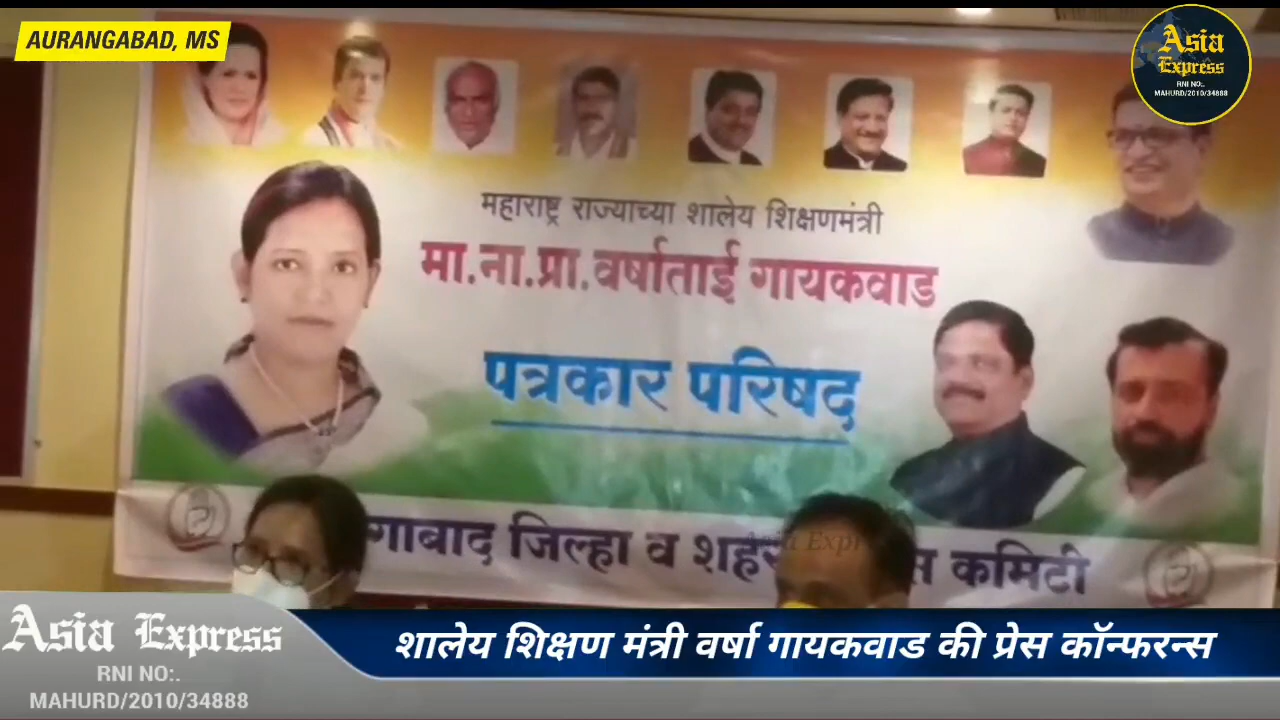 AURANGABAD, MS
Asia
Express
RNI NO:.
MAHURD/2010/34888
महाराष्ट्र राज्याच्या शालेय शिक्षणमंत्री
मा.ना.प्रा.वर्षाताई गायकवाड
पत्रकार परिषद
गाबाद जिल्हा व शहर
स कमिटी
Asia Express
RNI NO:.
MAHURD/2010/34888
शालेय शिक्षण मंत्री वर्षा गायकवाड की प्रेस कॉन्फरन्स